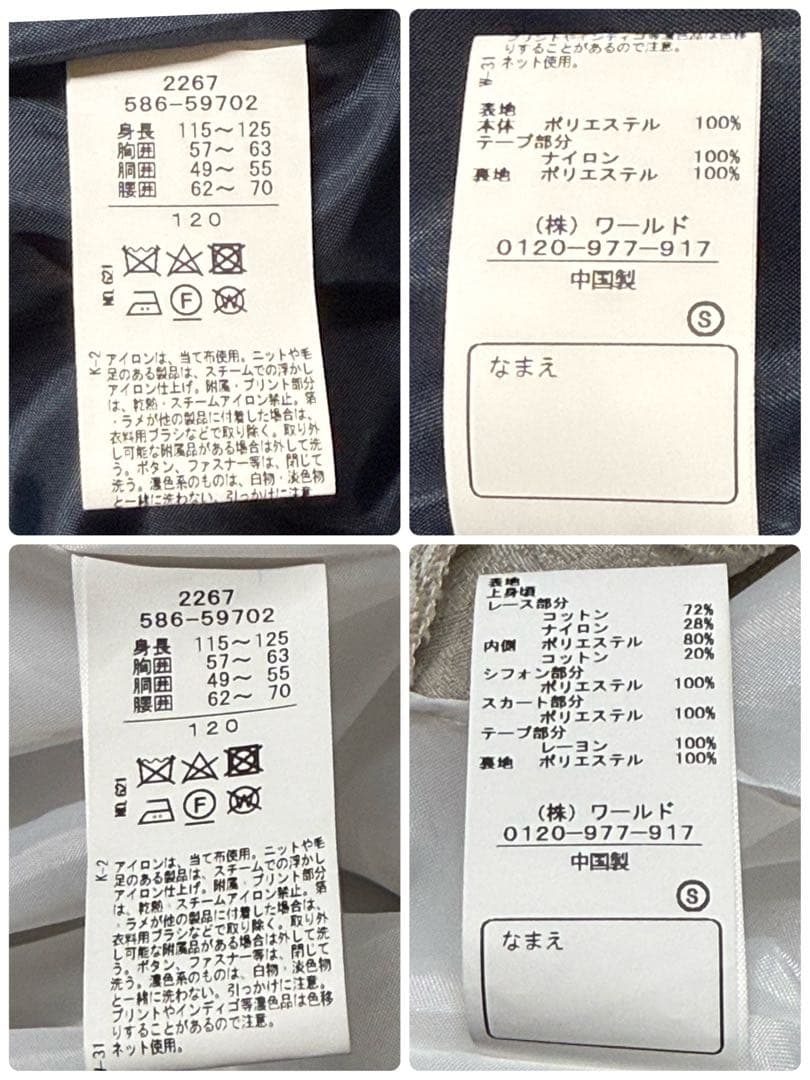 2267
586-59702
身長 115～125
胸囲 57～ 63
胴囲 49～ 55
腰囲 62～ 70
120
NO.621
F
W
K-2
アイロンは、当て布使用。ニットや毛
足のある製品は、スチームでの浮かし
アイロン仕上げ。附属・プリント部分
は、乾熱・スチームアイロン禁止。箔
・ラメが他の製品に付着した場合は、
衣料用ブラシなどで取り除く。取り外
し可能な附属品がある場合は外して洗
う。ボタン、ファスナー等は、閉じて
洗う。濃色系のものは、白物・淡色物
と一緒に洗わない。引っかけに注意
プリントやインディゴ等濃色品は色移
りすることがあるので注意。
ネット使用。
表地
本体 ポリエステル 100%
テープ部分
ナイロン 100%
裏地 ポリエステル 100%
(株) ワールド
0120-977-917
中国製
S
なまえ
2267
586-59702
身長 115～125
胸囲 57～ 63
胴囲 49～ 55
腰囲 62～ 70
120
NO.621
F
W
K-2
アイロンは、当て布使用。ニットや毛
足のある製品は、スチームでの浮かし
アイロン仕上げ。附属・プリント部分
は、乾熱・スチームアイロン禁止。箔
・ラメが他の製品に付着した場合は、
衣料用ブラシなどで取り除く。取り外
し可能な附属品がある場合は外して洗
う。ボタン、ファスナー等は、閉じて
洗う。濃色系のものは、白物・淡色物
と一緒に洗わない。引っかけに注意。
プリントやインディゴ等濃色品は色移
りすることがあるので注意。
ネット使用。
表地
上身頃
レース部分
コットン 72%
ナイロン 28%
内側 ポリエステル 80%
コットン 20%
シフォン部分
ポリエステル 100%
スカート部分
ポリエステル 100%
テープ部分
レーヨン 100%
裏地 ポリエステル 100%
(株) ワールド
0120-977-917
中国製
S
なまえ